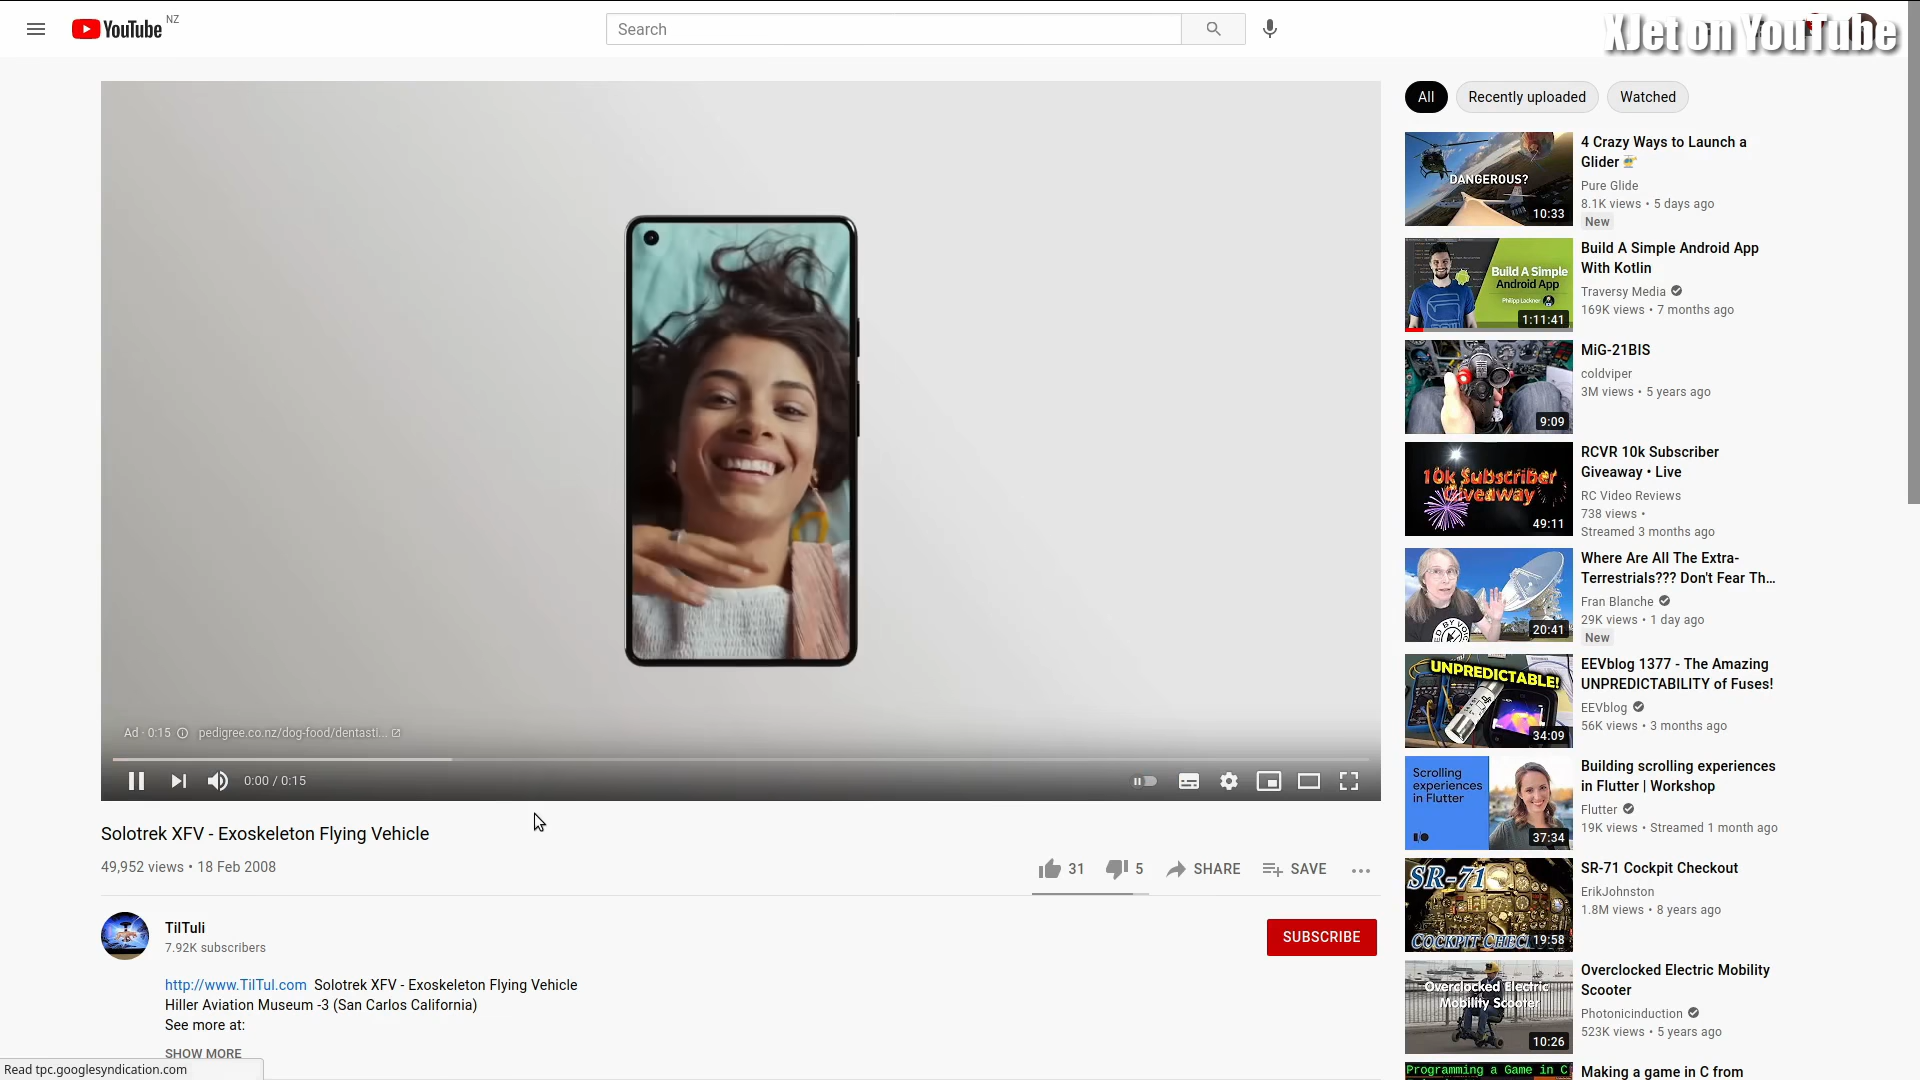 YouTube NZ
Search
XJet on YouTube
Ad · 0:15 pedigree.co.nz/dog-food/dentasti...
0:00 / 0:15
Solotrek XFV - Exoskeleton Flying Vehicle
49,952 views • 18 Feb 2008
31 5 SHARE SAVE
TilTuli
7.92K subscribers
SUBSCRIBE
http://www.TilTul.com Solotrek XFV - Exoskeleton Flying Vehicle
Hiller Aviation Museum -3 (San Carlos California)
See more at:
SHOW MORE
Read tpc.googlesyndication.com
All Recently uploaded Watched
DANGEROUS?
10:33
4 Crazy Ways to Launch a
Glider
Pure Glide
8.1K views • 5 days ago
New
Build A Simple
Android App
Philipp Lackner
1:11:41
Build A Simple Android App
With Kotlin
Traversy Media
169K views • 7 months ago
9:09
MiG-21BIS
coldviper
3M views • 5 years ago
10k Subscriber
Giveaway
49:11
RCVR 10k Subscriber
Giveaway • Live
RC Video Reviews
738 views •
Streamed 3 months ago
20:41
Where Are All The Extra-
Terrestrials??? Don't Fear Th...
Fran Blanche
29K views • 1 day ago
New
UNPREDICTABLE!
34:09
EEVblog 1377 - The Amazing
UNPREDICTABILITY of Fuses!
EEVblog
56K views • 3 months ago
Scrolling
experiences
in Flutter
37:34
Building scrolling experiences
in Flutter | Workshop
Flutter
19K views • Streamed 1 month ago
SR-71
COCKPIT CHEC
19:58
SR-71 Cockpit Checkout
ErikJohnston
1.8M views • 8 years ago
Overclocked Electric
Mobility Scooter
10:26
Overclocked Electric Mobility
Scooter
Photonicinduction
523K views • 5 years ago
Programming a Game in C
Making a game in C from